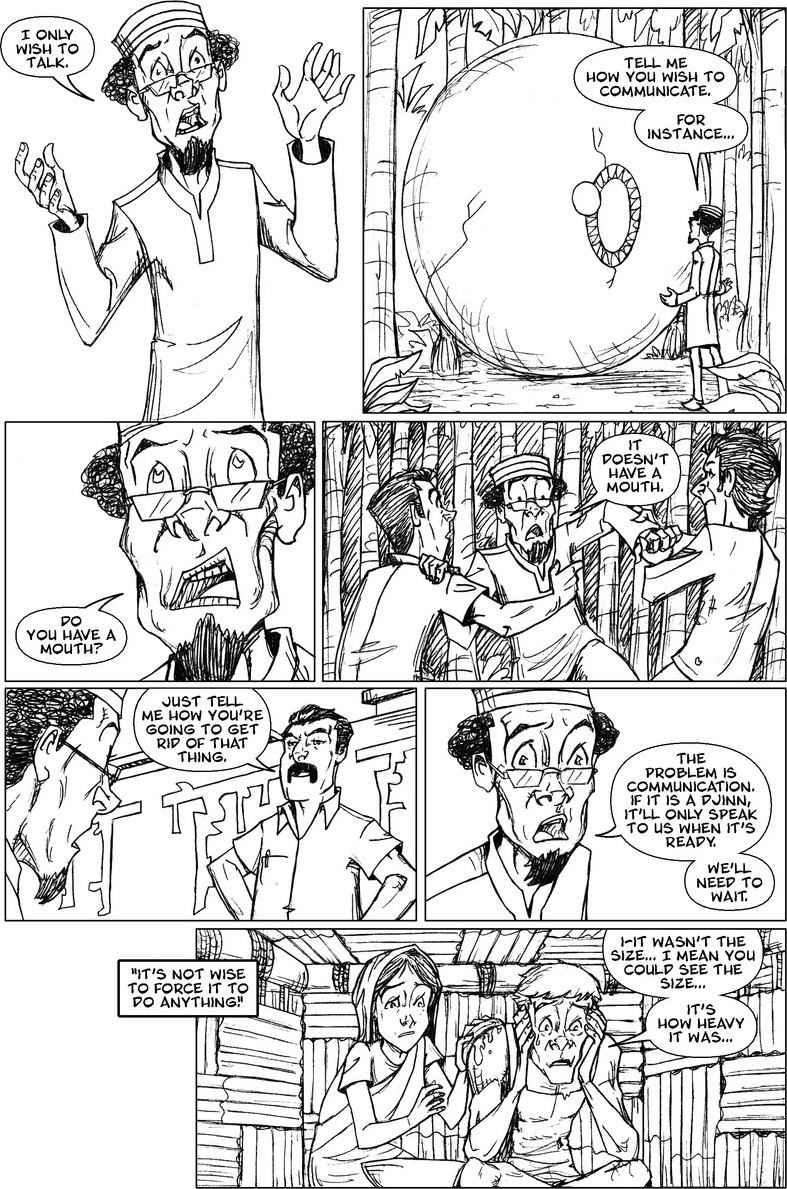 I ONLY
WISH TO
TALK.
TELL ME
HOW YOU WISH TO
COMMUNICATE.
FOR
INSTANCE...
DO
YOU HAVE A
MOUTH?
IT
DOESN'T
HAVE A
MOUTH.
JUST TELL
ME HOW YOU'RE
GOING TO GET
RID OF THAT
THING.
THE
PROBLEM IS
COMMUNICATION.
IF IT IS A DJINN,
IT'LL ONLY SPEAK
TO US WHEN IT'S
READY.
WE'LL
NEED TO
WAIT.
"IT'S NOT WISE
TO FORCE IT TO
DO ANYTHING."
I-IT WASN'T THE
SIZE... I MEAN YOU
COULD SEE THE
SIZE...
IT'S
HOW HEAVY
IT WAS...